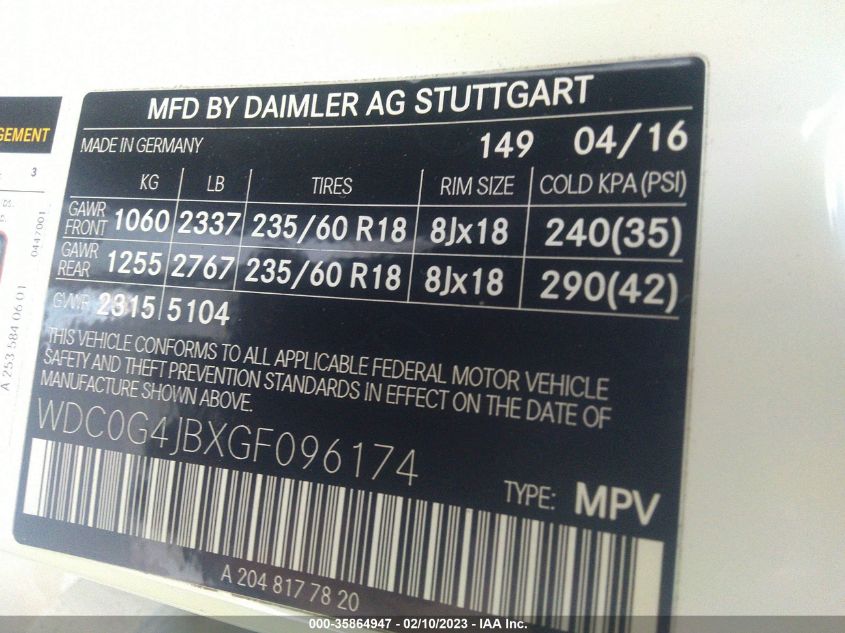 MFD BY DAIMLER AG STUTTGART
MADE IN GERMANY 149 04/16
KG LB TIRES RIM SIZE COLD KPA (PSI)
GAWR FRONT 1060 2337 235/60 R18 8Jx18 240(35)
GAWR REAR 1255 2767 235/60 R18 8Jx18 290(42)
GVWR 2315 5104
THIS VEHICLE CONFORMS TO ALL APPLICABLE FEDERAL MOTOR VEHICLE
SAFETY AND THEFT PREVENTION STANDARDS IN EFFECT ON THE DATE OF
MANUFACTURE SHOWN ABOVE.
WDC0G4JBXGF096174
TYPE: MPV
A 204 817 78 20
GEMENT
3
0447001
A 253 584 06 01
000-35864947 - 02/10/2023 - IAA Inc.